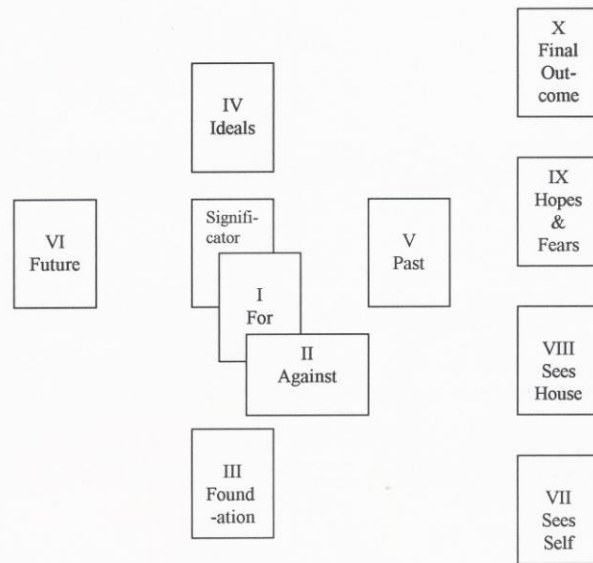 X
Final
Out-
come
IV
Ideals
IX
Hopes
&
Fears
Signifi-
cator
VI
Future
V
Past
I
For
II
Against
VIII
Sees
House
III
Found
-ation
VII
Sees
Self